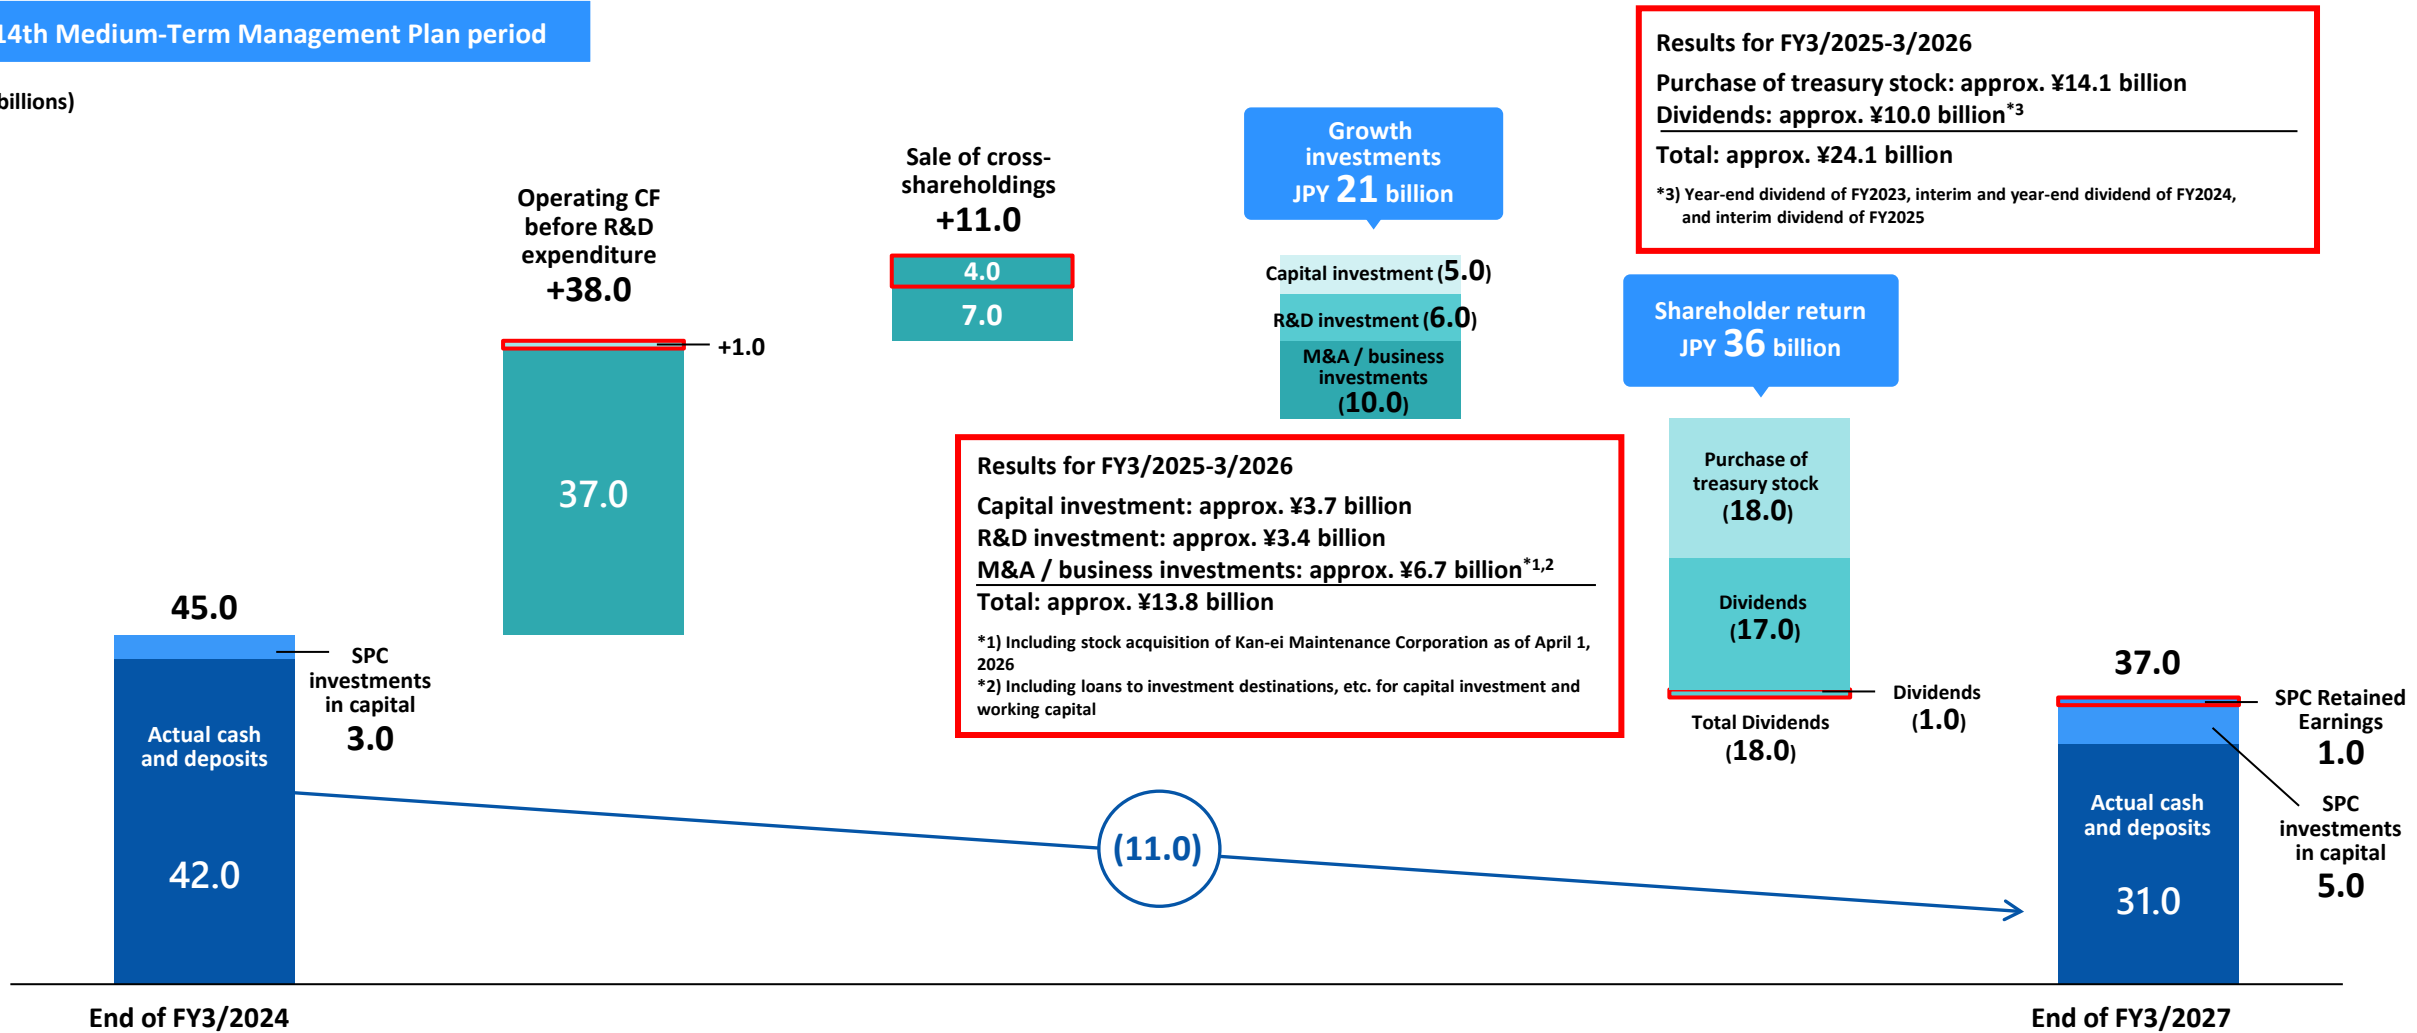 14th Medium-Term Management Plan period
billions)
45.0
SPC
investments
in capital
3.0
Actual cash
and deposits
42.0
End of FY3/2024
Operating CF
before R&D
expenditure
+38.0
+1.0
37.0
Sale of cross-
shareholdings
+11.0
4.0
7.0
Growth
investments
JPY 21 billion
Capital investment (5.0)
R&D investment (6.0)
M&A / business
investments
(10.0)
Results for FY3/2025-3/2026
Capital investment: approx. ¥3.7 billion
R&D investment: approx. ¥3.4 billion
M&A / business investments: approx. ¥6.7 billion*1,2
Total: approx. ¥13.8 billion
*1) Including stock acquisition of Kan-ei Maintenance Corporation as of April 1,
2026
*2) Including loans to investment destinations, etc. for capital investment and
working capital
(11.0)
Results for FY3/2025-3/2026
Purchase of treasury stock: approx. ¥14.1 billion
Dividends: approx. ¥10.0 billion*3
Total: approx. ¥24.1 billion
*3) Year-end dividend of FY2023, interim and year-end dividend of FY2024,
and interim dividend of FY2025
Shareholder return
JPY 36 billion
Purchase of
treasury stock
(18.0)
Dividends
(17.0)
Dividends
(1.0)
Total Dividends
(18.0)
37.0
SPC Retained
Earnings
1.0
SPC
investments
in capital
5.0
Actual cash
and deposits
31.0
End of FY3/2027